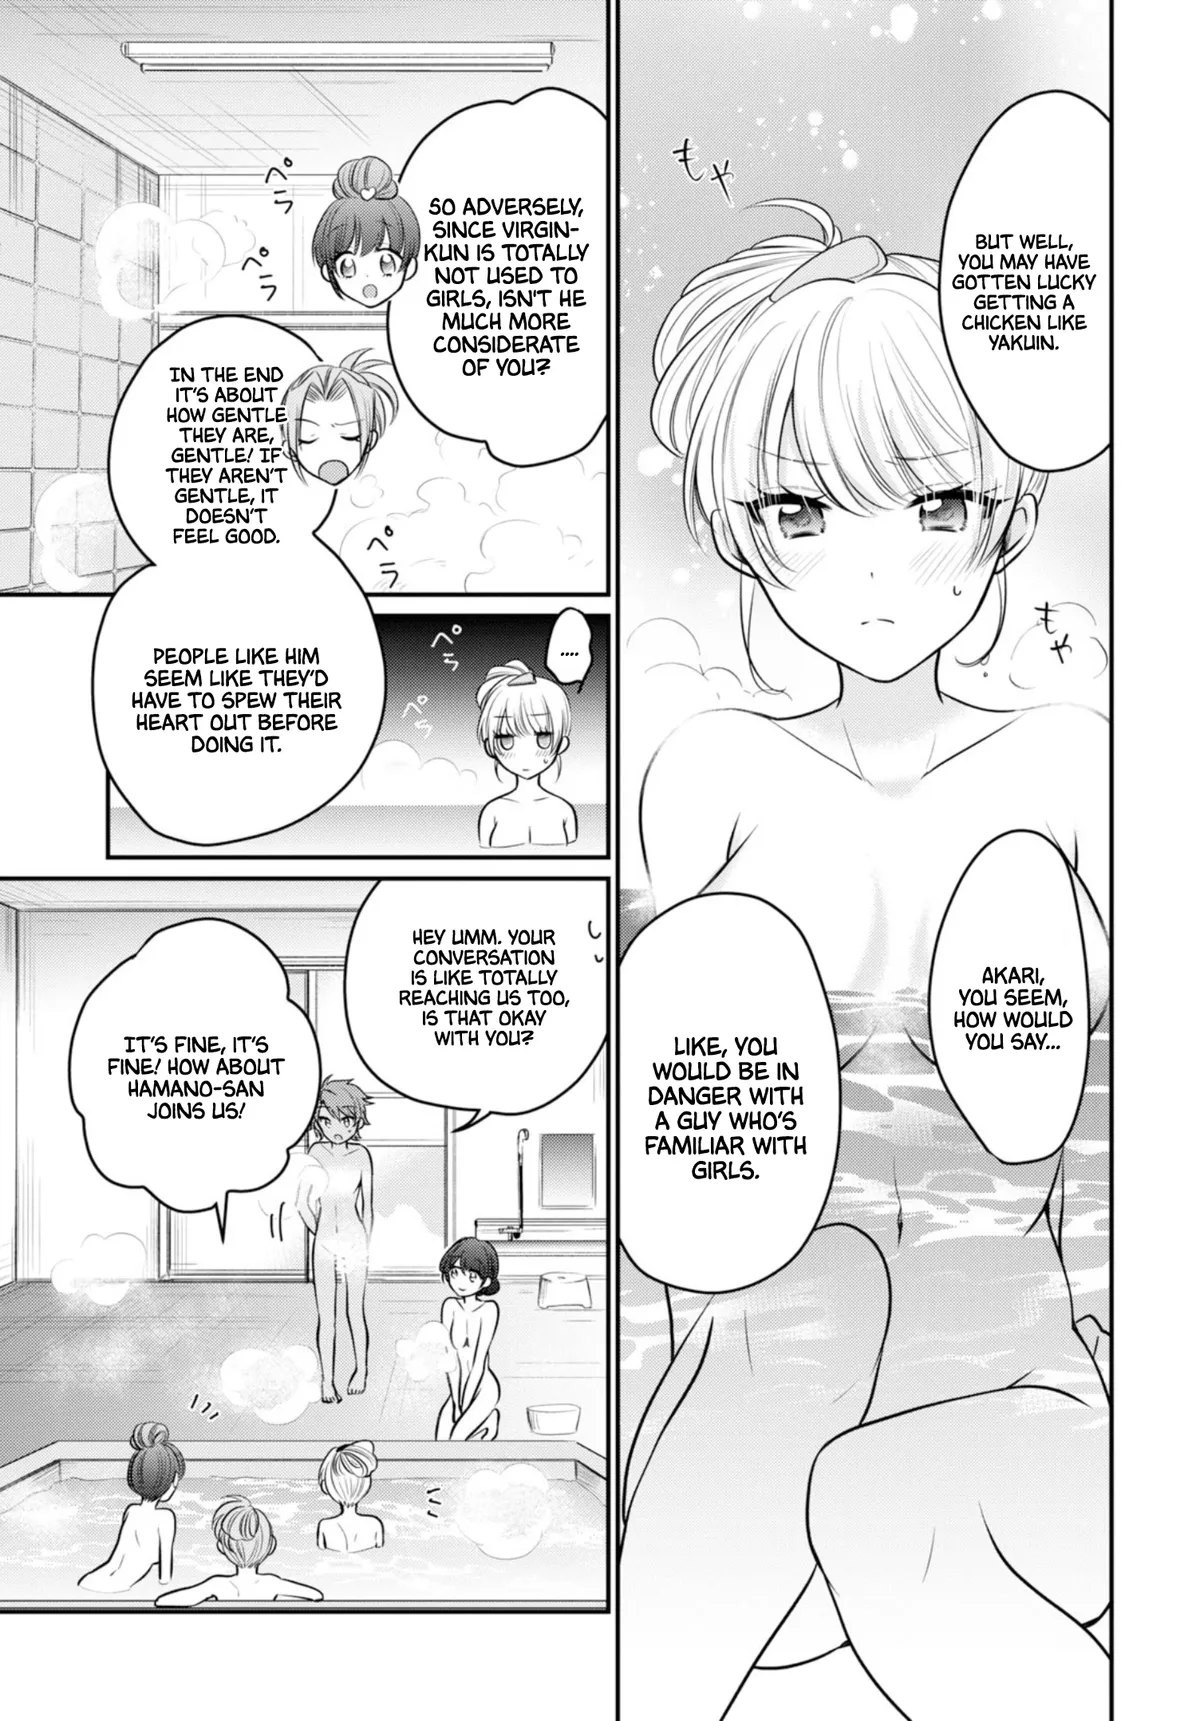 BUT WELL,
YOU MAY HAVE
GOTTEN LUCKY
GETTING A
CHICKEN LIKE
YAKUIN.
もや
もや
AKARI,
YOU SEEM,
HOW WOULD
YOU SAY...
LIKE, YOU
WOULD BE IN
DANGER WITH
A GUY WHO'S
FAMILIAR WITH
GIRLS.
SO ADVERSELY,
SINCE VIRGIN-
KUN IS TOTALLY
NOT USED TO
GIRLS, ISN'T HE
MUCH MORE
CONSIDERATE
OF YOU?
ペラ
ペラ
IN THE END
IT'S ABOUT
HOW GENTLE
THEY ARE,
GENTLE! IF
THEY AREN'T
GENTLE, IT
DOESN'T
FEEL GOOD.
ペラ
PEOPLE LIKE HIM
SEEM LIKE THEY'D
HAVE TO SPEW THEIR
HEART OUT BEFORE
DOING IT.
.....
ペラ
ペラ
HEY UMM. YOUR
CONVERSATION
IS LIKE TOTALLY
REACHING US TOO,
IS THAT OKAY
WITH YOU?
IT'S FINE, IT'S
FINE! HOW ABOUT
HAMANO-SAN
JOINS US!